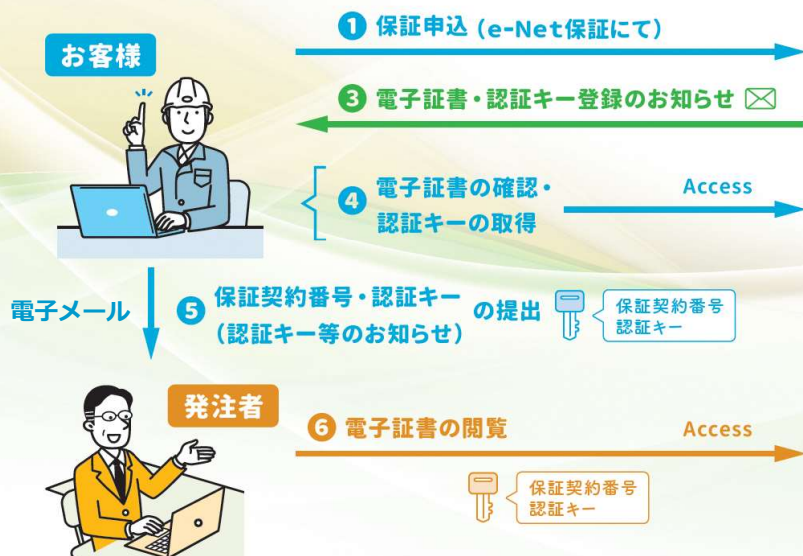 お客様
❶ 保証申込（e-Net保証にて）
❸ 電子証書・認証キー登録のお知らせ
❹ 電子証書の確認・
認証キーの取得
Access
電子メール
❺ 保証契約番号・認証キー
（認証キー等のお知らせ）
の提出
保証契約番号
認証キー
発注者
❻ 電子証書の閲覧
Access
保証契約番号
認証キー